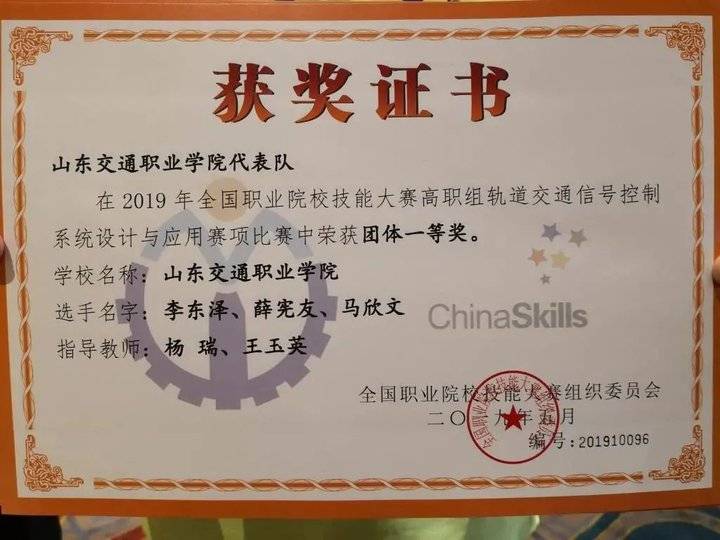 获奖证书
山东交通职业学院代表队
在2019年全国职业院校技能大赛高职组轨道交通信号控制
系统设计与应用赛项比赛中荣获团体一等奖。
学校名称：山东交通职业学院
选手名字：李东泽、薛宪友、马欣文
ChinaSkills
指导教师：杨 瑞、王玉英
全国职业院校技能大赛组织委员会
二〇一九年五月
编号:201910096